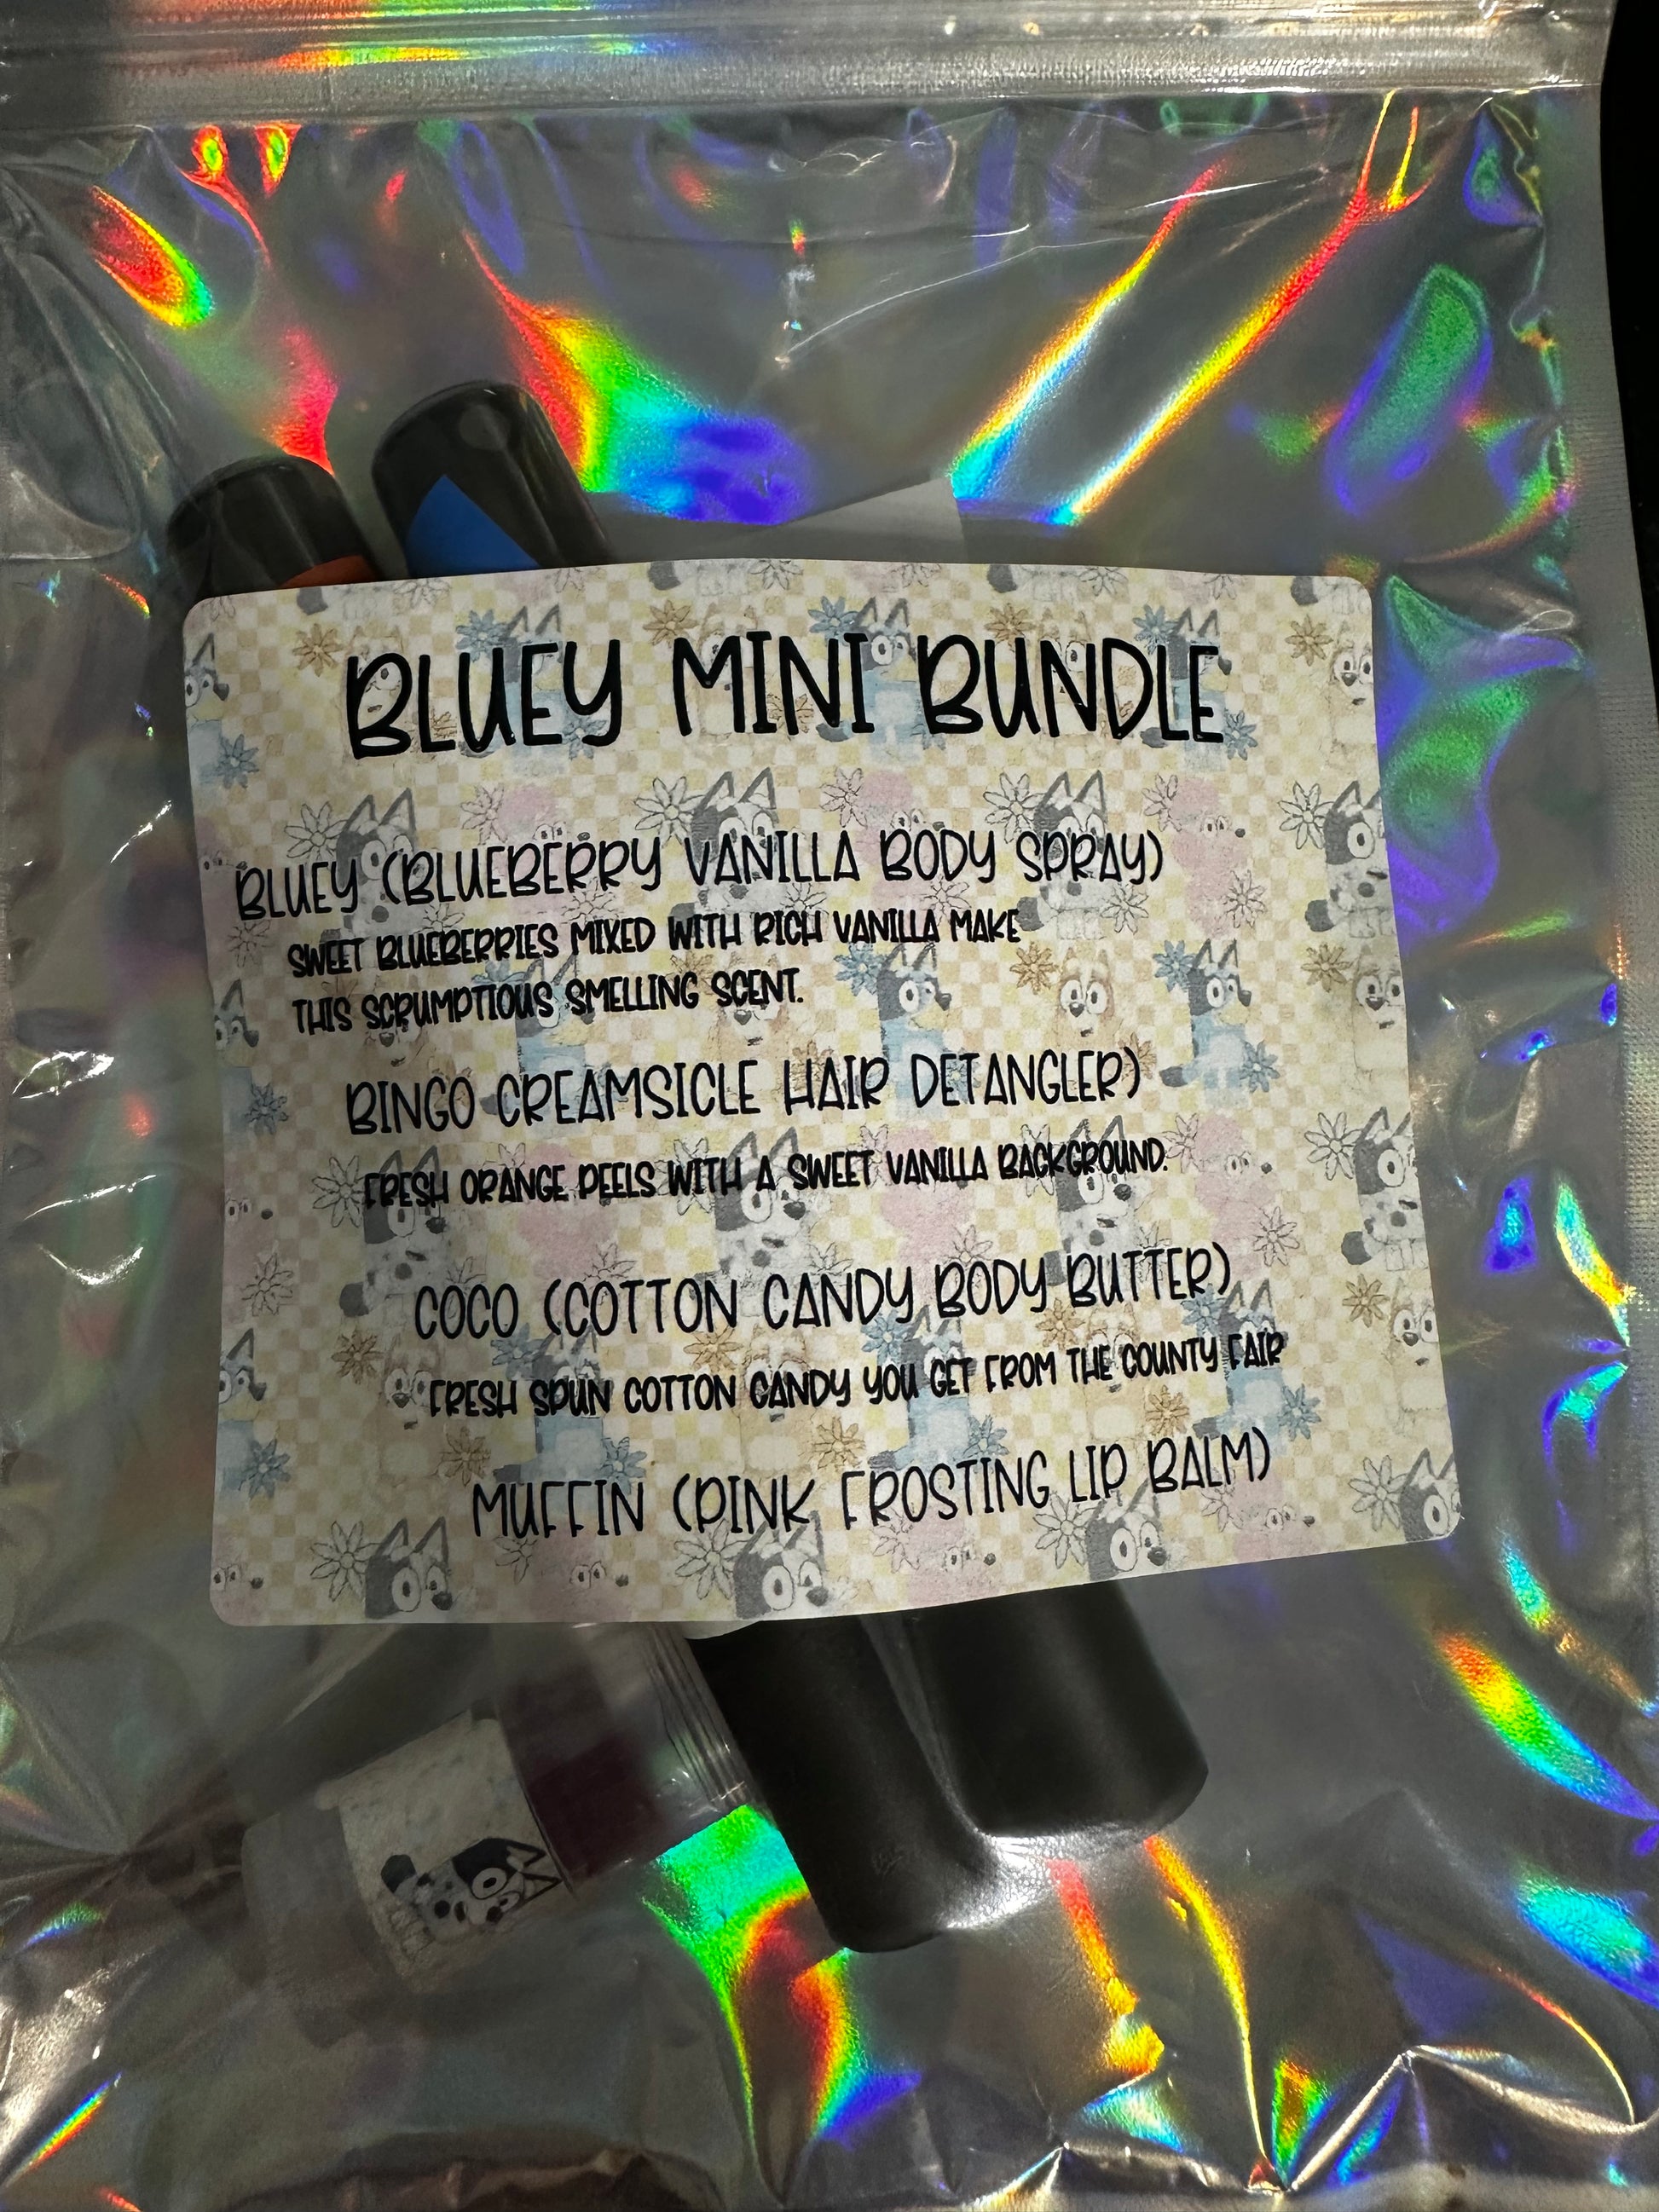 BLUEY MINI BUNDLE
BLUEY (BLUEBERRY VANILLA BODY SPRAY)
SWEET BLUEBERRIES MIXED WITH RICH VANILLA MAKE
THIS SCRUMPTIOUS SMELLING SCENT.
BINGO CREAMSICLE HAIR DETANGLER)
FRESH ORANGE PEELS WITH A SWEET VANILLA BACKGROUND.
COCO (COTTON CANDY BODY BUTTER)
FRESH SPUN COTTON CANDY YOU GET FROM THE COUNTY FAIR
MUFFIN (PINK FROSTING LIP BALM)